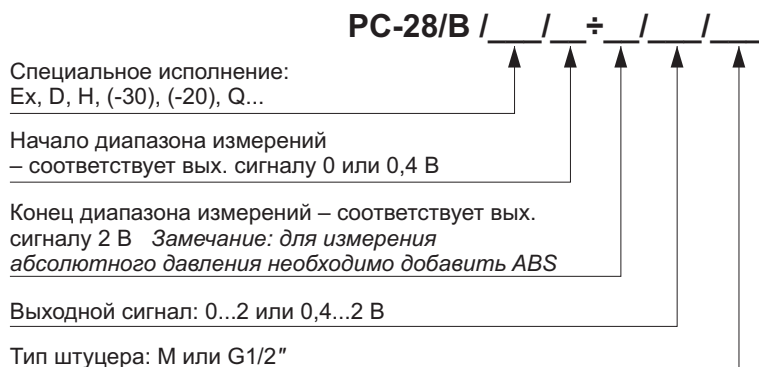 PC-28/B /___/__÷__/___/___
Специальное исполнение:
Ex, D, H, (-30), (-20), Q...
Начало диапазона измерений
– соответствует вых. сигналу 0 или 0,4 В
Конец диапазона измерений – соответствует вых.
сигналу 2 В Замечание: для измерения
абсолютного давления необходимо добавить ABS
Выходной сигнал: 0...2 или 0,4...2 В
Тип штуцера: M или G1/2"